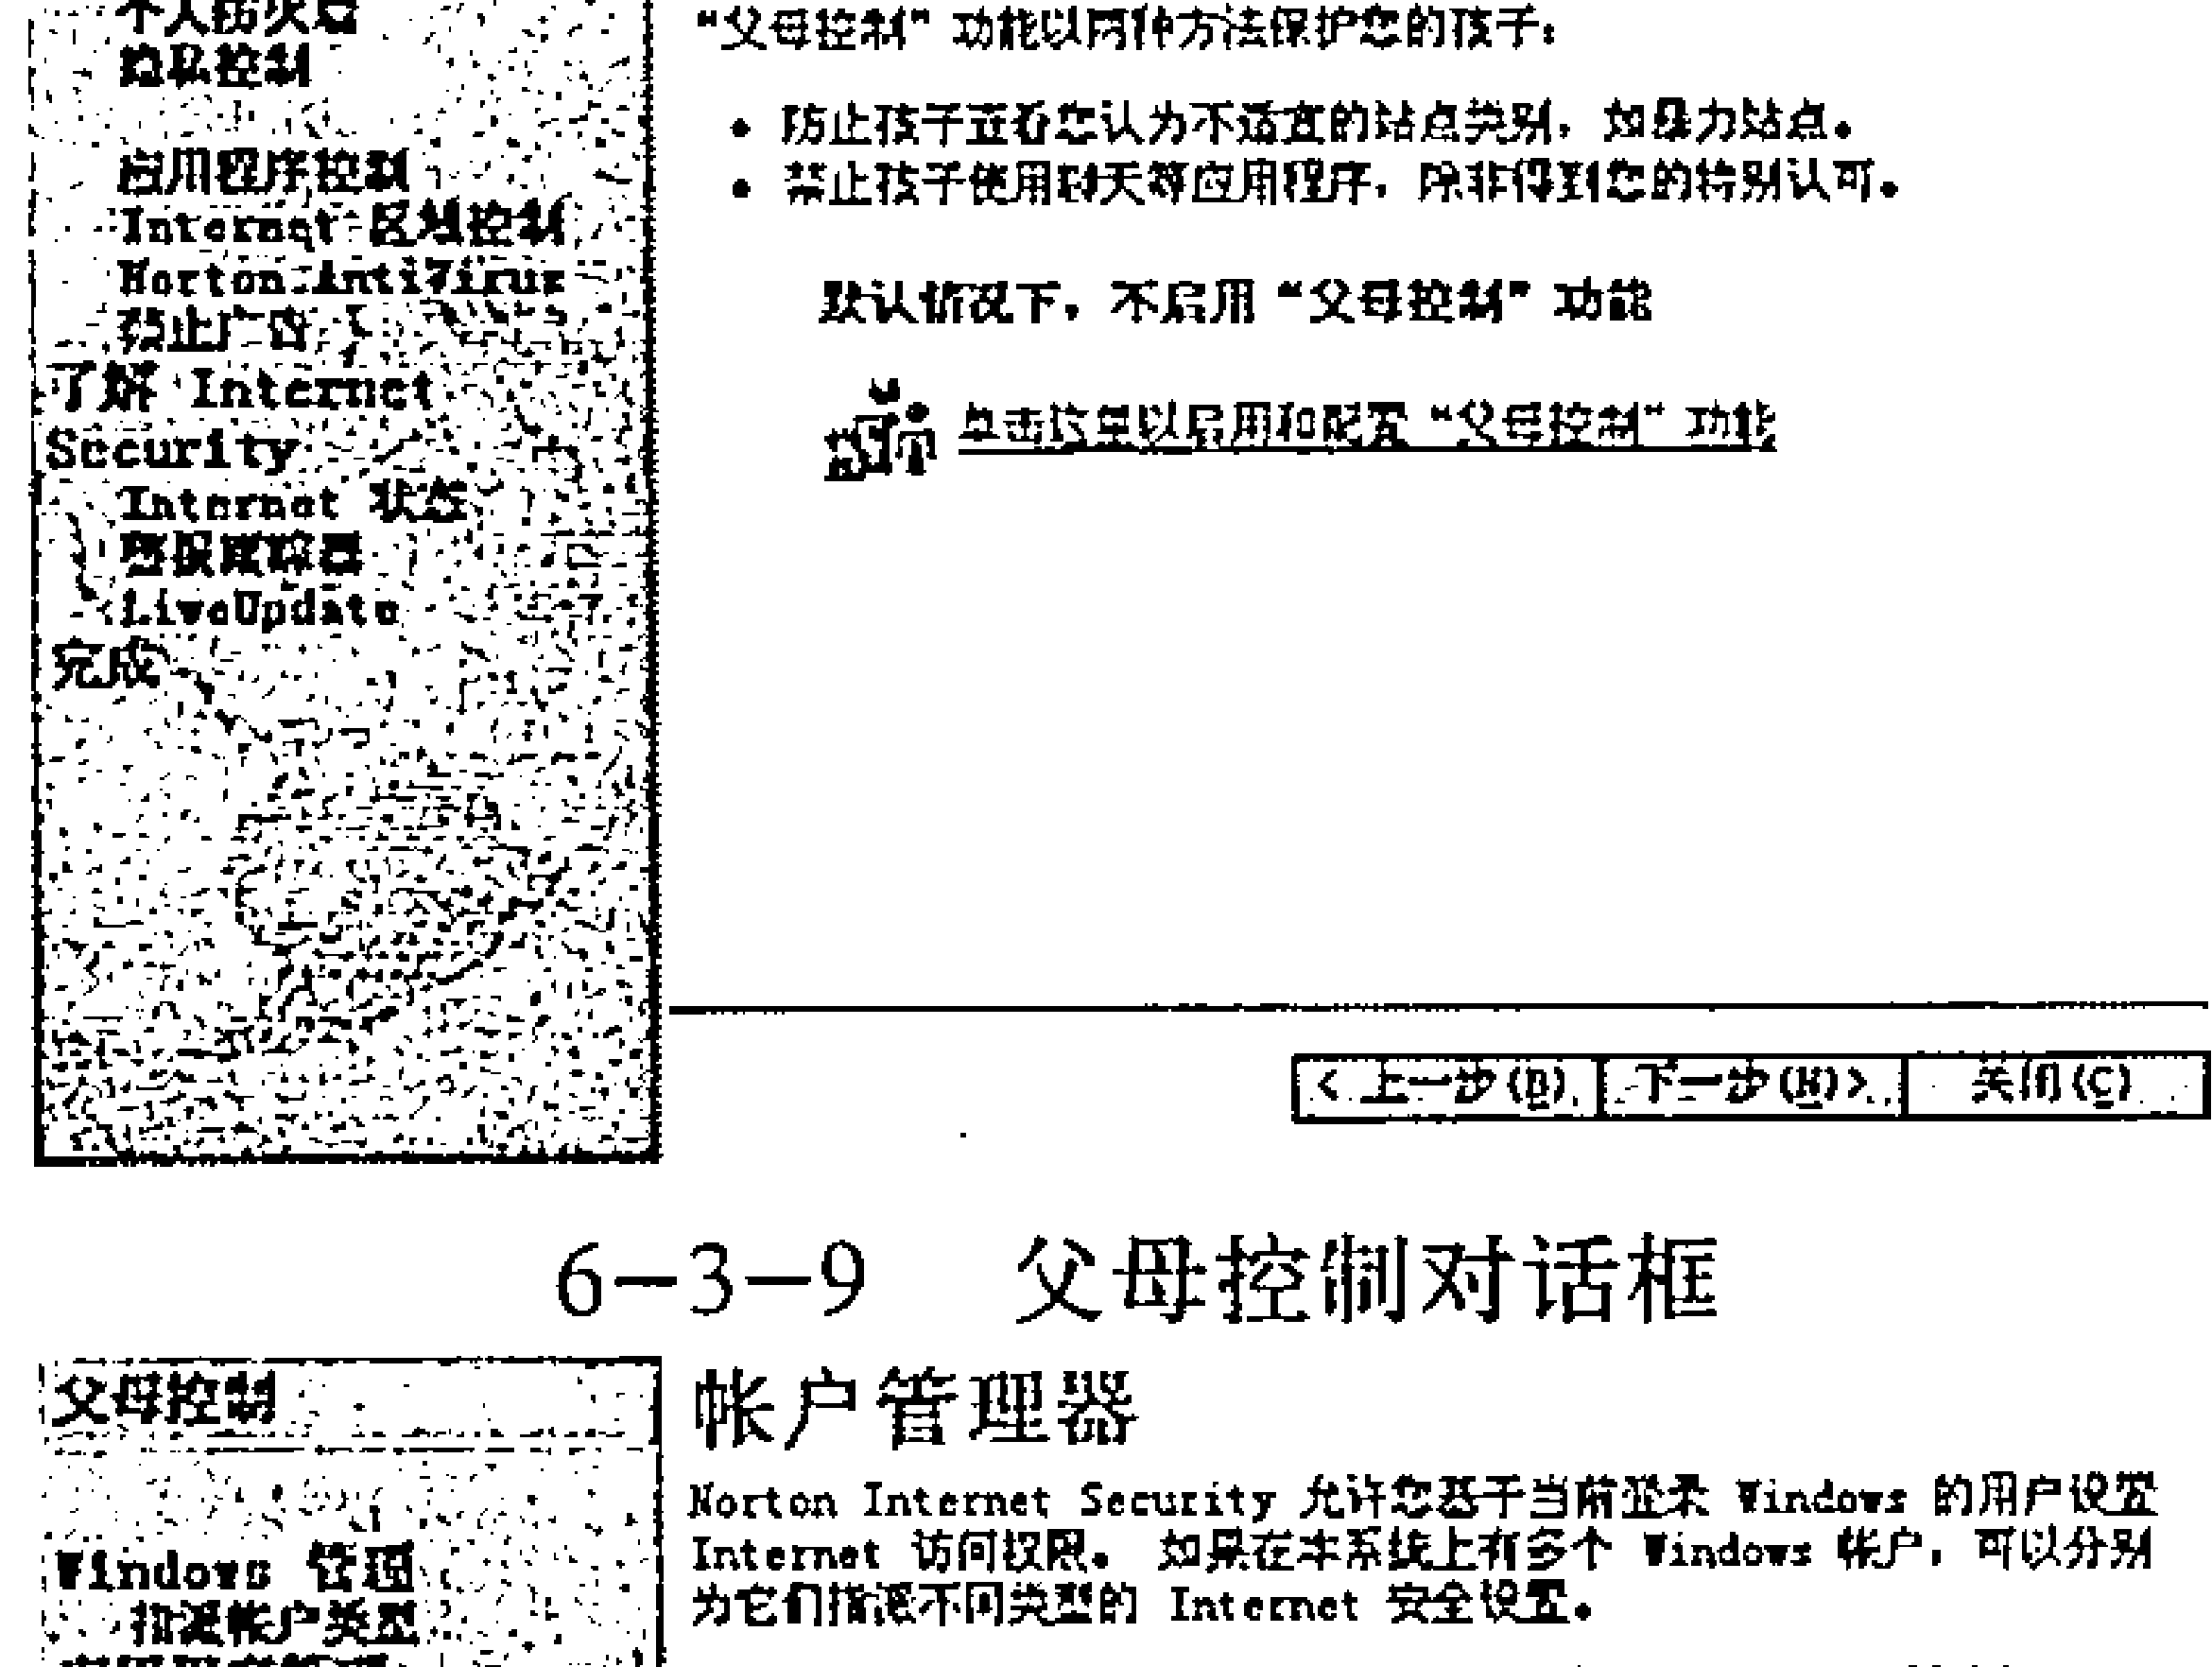 个人防火墙
隐私控制
应用程序控制
Internet 区域控制
Norton AntiVirus
禁止广告
了解 Internet
Security
Internet 状态
警报跟踪器
LiveUpdate
完成
“父母控制”功能以两种方法保护您的孩子:
• 防止孩子查看您认为不适宜的站点类别，如暴力站点。
• 禁止孩子使用聊天等应用程序，除非得到您的特别认可。
默认情况下，不启用“父母控制”功能
单击这里以启用和配置“父母控制”功能
< 上一步(B) 下一步(N)> 关闭(C)
6-3-9 父母控制对话框
父母控制
Windows 管理
指派帐户类型
帐户管理器
Norton Internet Security 允许您基于当前登录 Windows 的用户设置
Internet 访问权限。 如果在本系统上有多个 Windows 帐户，可以分别
为它们指派不同类型的 Internet 安全设置。